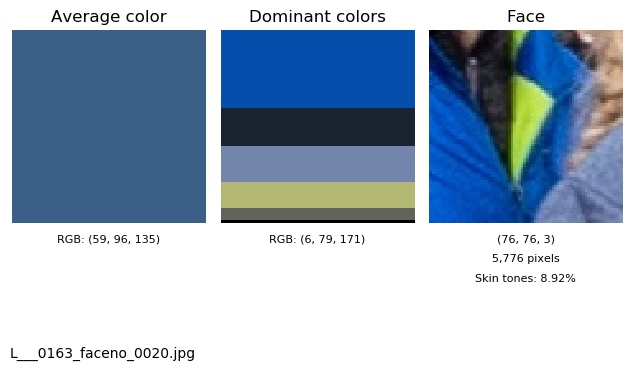 Average color
Dominant colors
Face
RGB: (59, 96, 135)
RGB: (6, 79, 171)
(76, 76, 3)
5,776 pixels
Skin tones: 8.92%
L___0163_faceno_0020.jpg